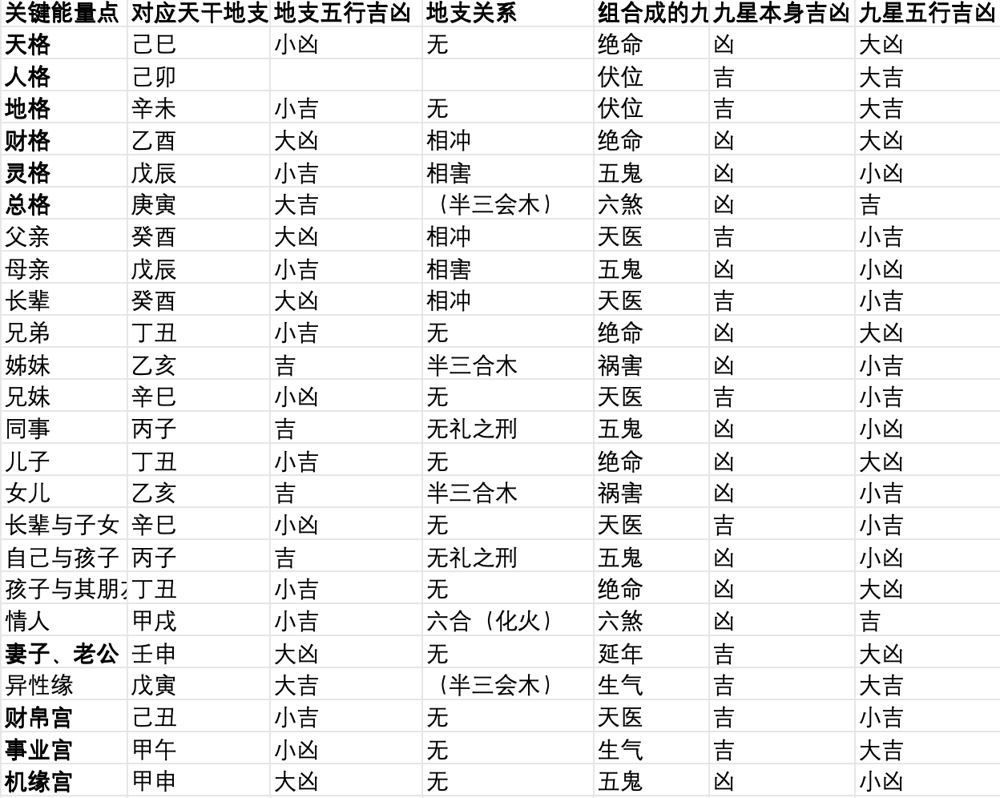 关键能量点 对应天干地支 地支五行吉凶 地支关系 组合成的九 九星本身吉凶 九星五行吉凶
天格 己巳 小凶 无 绝命 凶 大凶
人格 己卯 伏位 吉 大吉
地格 辛未 小吉 无 伏位 吉 大吉
财格 乙酉 大凶 相冲 绝命 凶 大凶
灵格 戊辰 小吉 相害 五鬼 凶 小凶
总格 庚寅 大吉 （半三会木） 六煞 凶 吉
父亲 癸酉 大凶 相冲 天医 吉 小吉
母亲 戊辰 小吉 相害 五鬼 凶 小凶
长辈 癸酉 大凶 相冲 天医 吉 小吉
兄弟 丁丑 小吉 无 绝命 凶 大凶
姊妹 乙亥 吉 半三合木 祸害 凶 小吉
兄妹 辛巳 小凶 无 天医 吉 小吉
同事 丙子 吉 无礼之刑 五鬼 凶 小凶
儿子 丁丑 小吉 无 绝命 凶 大凶
女儿 乙亥 吉 半三合木 祸害 凶 小吉
长辈与子女 辛巳 小凶 无 天医 吉 小吉
自己与孩子 丙子 吉 无礼之刑 五鬼 凶 小凶
孩子与其朋 丁丑 小吉 无 绝命 凶 大凶
情人 甲戌 小吉 六合（化火） 六煞 凶 吉
妻子、老公 壬申 大凶 无 延年 吉 大凶
异性缘 戊寅 大吉 （半三会木） 生气 吉 大吉
财帛宫 己丑 小吉 无 天医 吉 小吉
事业宫 甲午 小凶 无 生气 吉 大吉
机缘宫 甲申 大凶 无 五鬼 凶 小凶